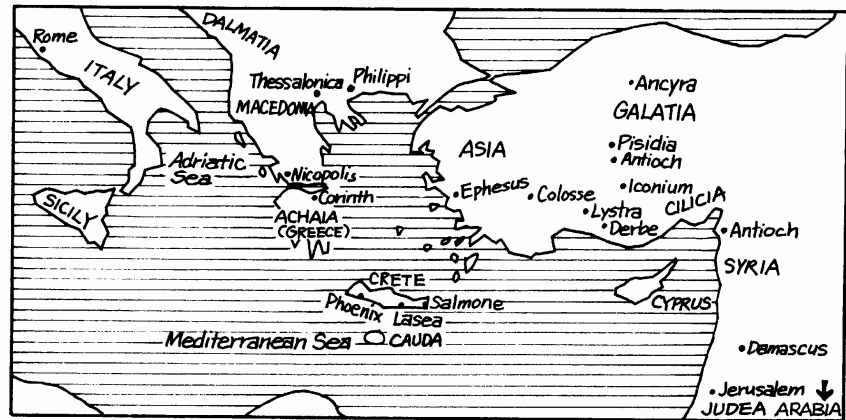 DALMATIA
Rome
ITALY
Thessalonica
Philippi
MACEDONIA
Ancyra
GALATIA
Pisidia
Antioch
ASIA
Adriatic
Sea
Nicopolis
Corinth
Ephesus
Colosse
Iconium
CILICIA
SICILY
ACHAIA
(GREECE)
Lystra
Derbe
Antioch
SYRIA
CRETE
Phoenix
Lasea
Salmone
CYPRUS
Mediterranean Sea
CAUDA
Damascus
Jerusalem
JUDEA ARABIA